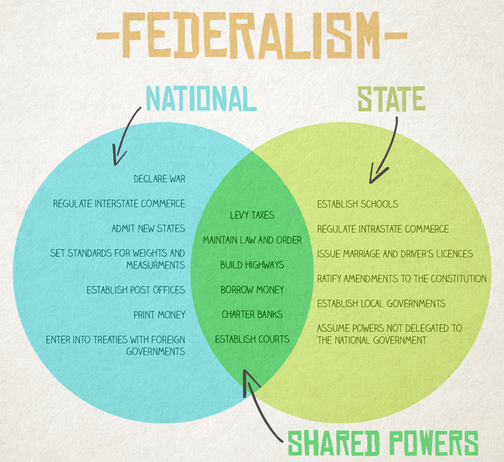 -FEDERALISM-
NATIONAL
STATE
DECLARE WAR
REGULATE INTERSTATE COMMERCE
ADMIT NEW STATES
SET STANDARDS FOR WEIGHTS AND
MEASURMENTS
ESTABLISH POST OFFICES
PRINT MONEY
ENTER INTO TREATIES WITH FOREIGN
GOVERNMENTS
LEVY TAXES
MAINTAIN LAW AND ORDER
BUILD HIGHWAYS
BORROW MONEY
CHARTER BANKS
ESTABLISH COURTS
ESTABLISH SCHOOLS
REGULATE INTRASTATE COMMERCE
ISSUE MARRIAGE AND DRIVER'S LICENCES
RATIFY AMENDMENTS TO THE CONSTITUTION
ESTABLISH LOCAL GOVERNMENTS
ASSUME POWERS NOT DELEGATED TO
THE NATIONAL GOVERNMENT
SHARED POWERS